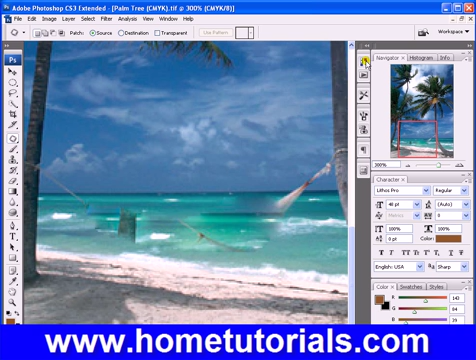 Adobe Photoshop CS3 Extended - [Palm Tree (CMYK).tif @ 300% (CMYK/8)]
File Edit Image Layer Select Filter Analysis View Window Help
Patch: Source Destination Transparent Use Pattern Workspace
Ps
Navigator Histogram Info
300%
Character
Lithos Pro Regular
48 pt (Auto)
Metrics 0
100% 100%
0 pt Color:
English: USA Sharp
Color Swatches Styles
R 143
G 84
B 39
www.hometutorials.com